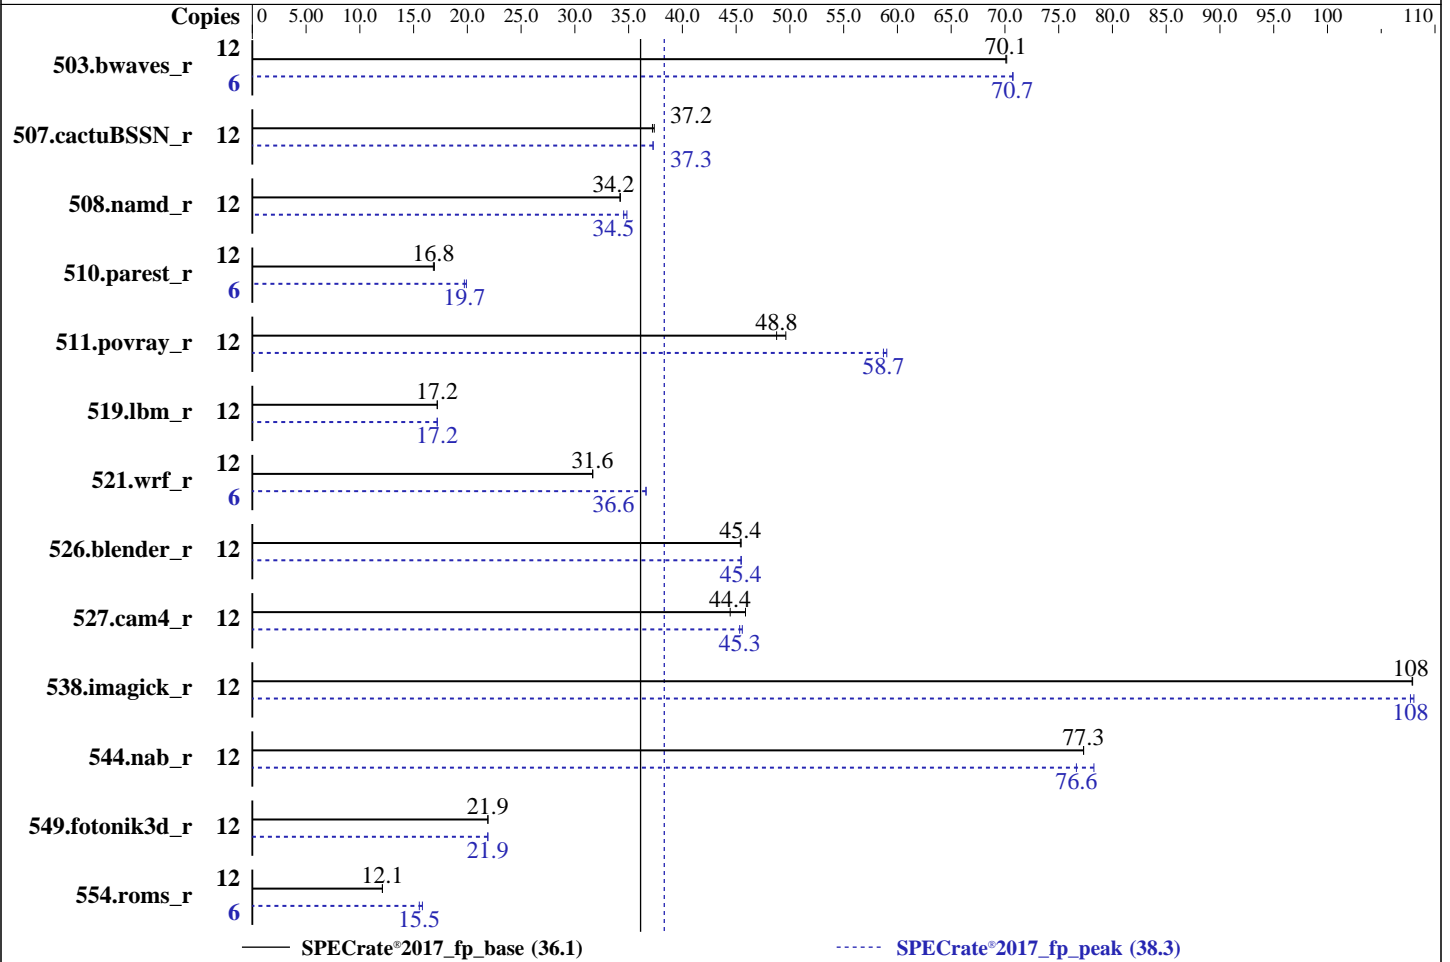 Copies 0 5.00 10.0 15.0 20.0 25.0 30.0 35.0 40.0 45.0 50.0 55.0 60.0 65.0 70.0 75.0 80.0 85.0 90.0 95.0 100 110
503.bwaves_r 12 70.1
6 70.7
507.cactuBSSN_r 12 37.2
37.3
508.namd_r 12 34.2
34.5
510.parest_r 12 16.8
6 19.7
511.povray_r 12 48.8
58.7
519.lbm_r 12 17.2
17.2
521.wrf_r 12 31.6
6 36.6
526.blender_r 12 45.4
45.4
527.cam4_r 12 44.4
45.3
538.imagick_r 12 108
108
544.nab_r 12 77.3
76.6
549.fotonik3d_r 12 21.9
21.9
554.roms_r 12 12.1
6 15.5
SPECrate®2017_fp_base (36.1) SPECrate®2017_fp_peak (38.3)